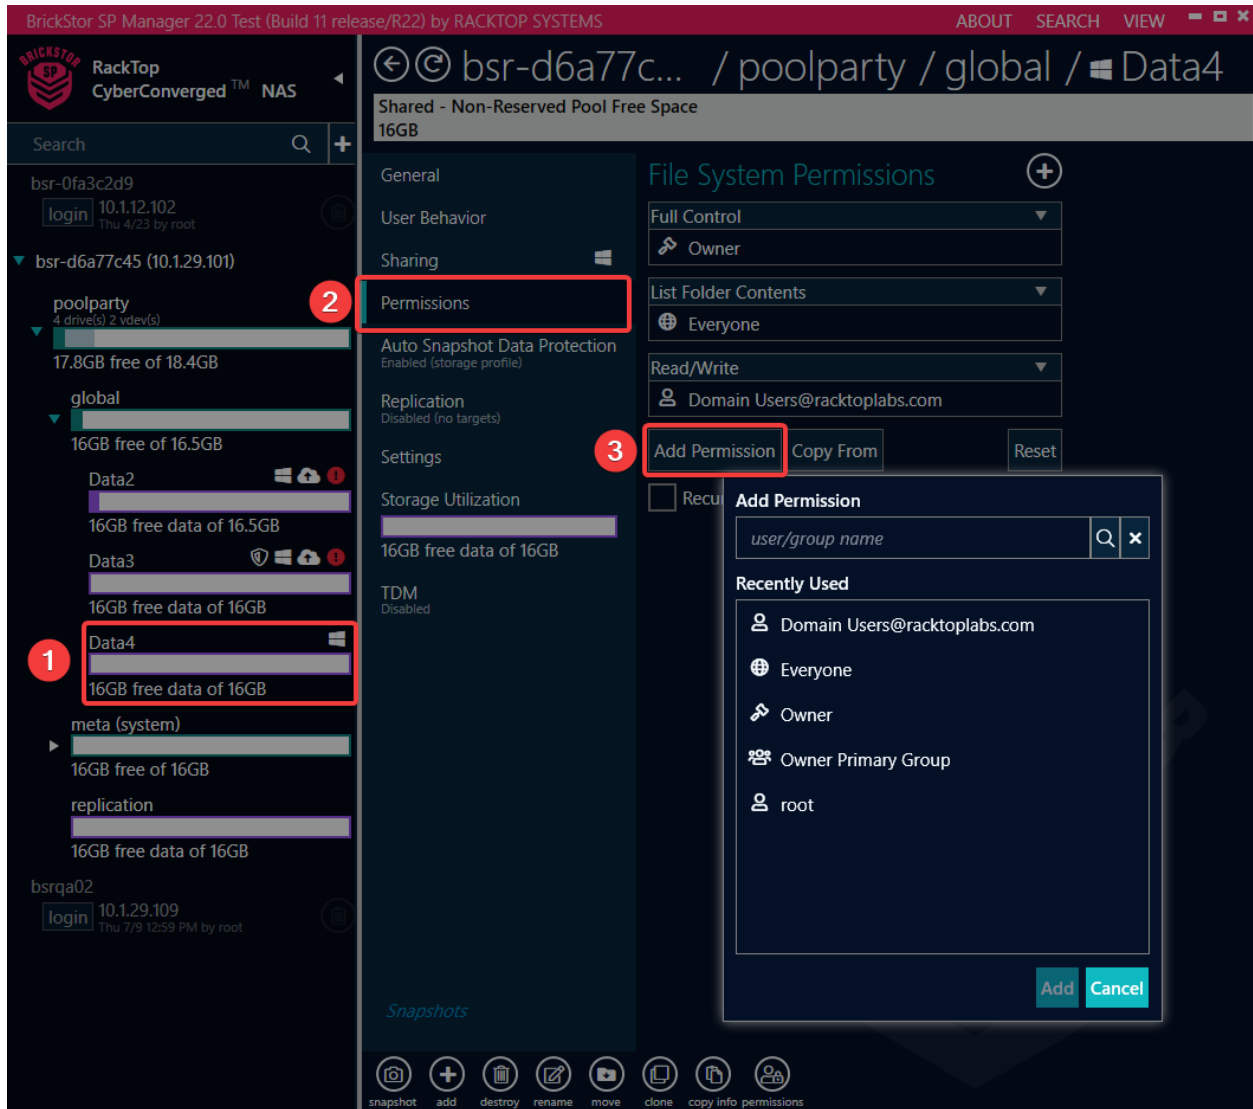 BrickStor SP Manager 22.0 Test (Build 11 release/R22) by RACKTOP SYSTEMS
ABOUT SEARCH VIEW
BRICKSTOR
SP
RackTop
CyberConverged TM NAS
Search
bsr-0fa3c2d9
login 10.1.12.102
Thu 4/23 by root
bsr-d6a77c45 (10.1.29.101)
poolparty
4 drive(s) 2 vdev(s)
17.8GB free of 18.4GB
global
16GB free of 16.5GB
Data2
16GB free data of 16.5GB
Data3
16GB free data of 16GB
1
Data4
16GB free data of 16GB
meta (system)
16GB free of 16GB
replication
16GB free data of 16GB
bsrqa02
login 10.1.29.109
Thu 7/9 12:59 PM by root
bsr-d6a77c... / poolparty / global / Data4
Shared - Non-Reserved Pool Free Space
16GB
General
User Behavior
Sharing
2
Permissions
Auto Snapshot Data Protection
Enabled (storage profile)
Replication
Disabled (no targets)
Settings
Storage Utilization
16GB free data of 16GB
TDM
Disabled
Snapshots
File System Permissions
Full Control
Owner
List Folder Contents
Everyone
Read/Write
Domain Users@racktoplabs.com
3
Add Permission Copy From Reset
Recu
Add Permission
user/group name
Recently Used
Domain Users@racktoplabs.com
Everyone
Owner
Owner Primary Group
root
Add Cancel
snapshot add destroy rename move clone copy info permissions